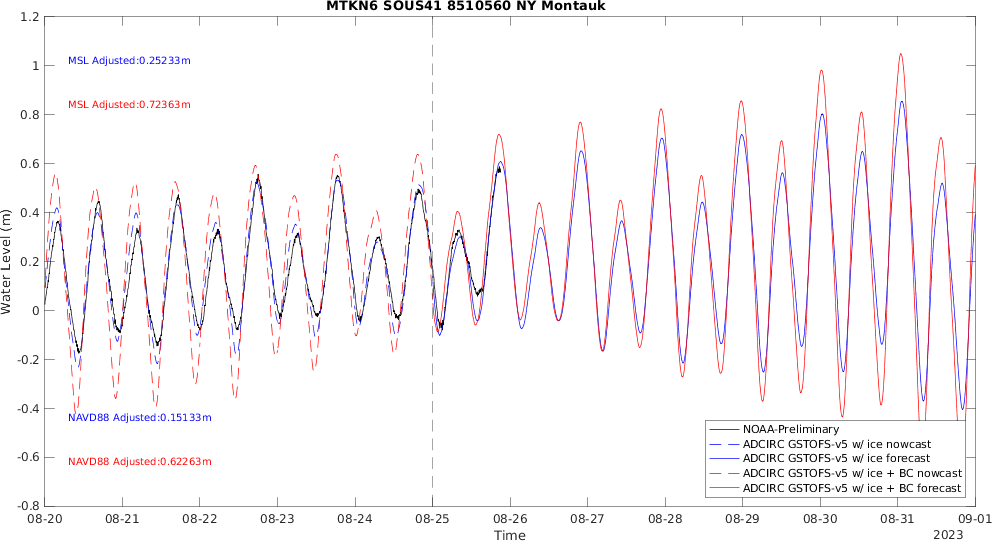 MTKN6 SOUS41 8510560 NY Montauk
Water Level (m)
1.2
1
0.8
0.6
0.4
0.2
0
-0.2
-0.4
-0.6
-0.8
MSL Adjusted:0.25233m
MSL Adjusted:0.72363m
NAVD88 Adjusted:0.15133m
NAVD88 Adjusted:0.62263m
NOAA-Preliminary
ADCIRC GSTOFS-v5 w/ ice nowcast
ADCIRC GSTOFS-v5 w/ ice forecast
ADCIRC GSTOFS-v5 w/ ice + BC nowcast
ADCIRC GSTOFS-v5 w/ ice + BC forecast
08-20 08-21 08-22 08-23 08-24 08-25 08-26 08-27 08-28 08-29 08-30 08-31 09-01
Time
2023